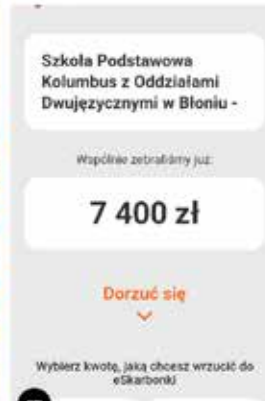 Szkoła Podstawowa
Kolumbus z Oddziałami
Dwujęzycznymi w Błoniu -
Wspólnie zebraliśmy już:
7 400 zł
Dorzuć się
Wybierz kwotę, jaką chcesz wrzucić do
eSkarbonki